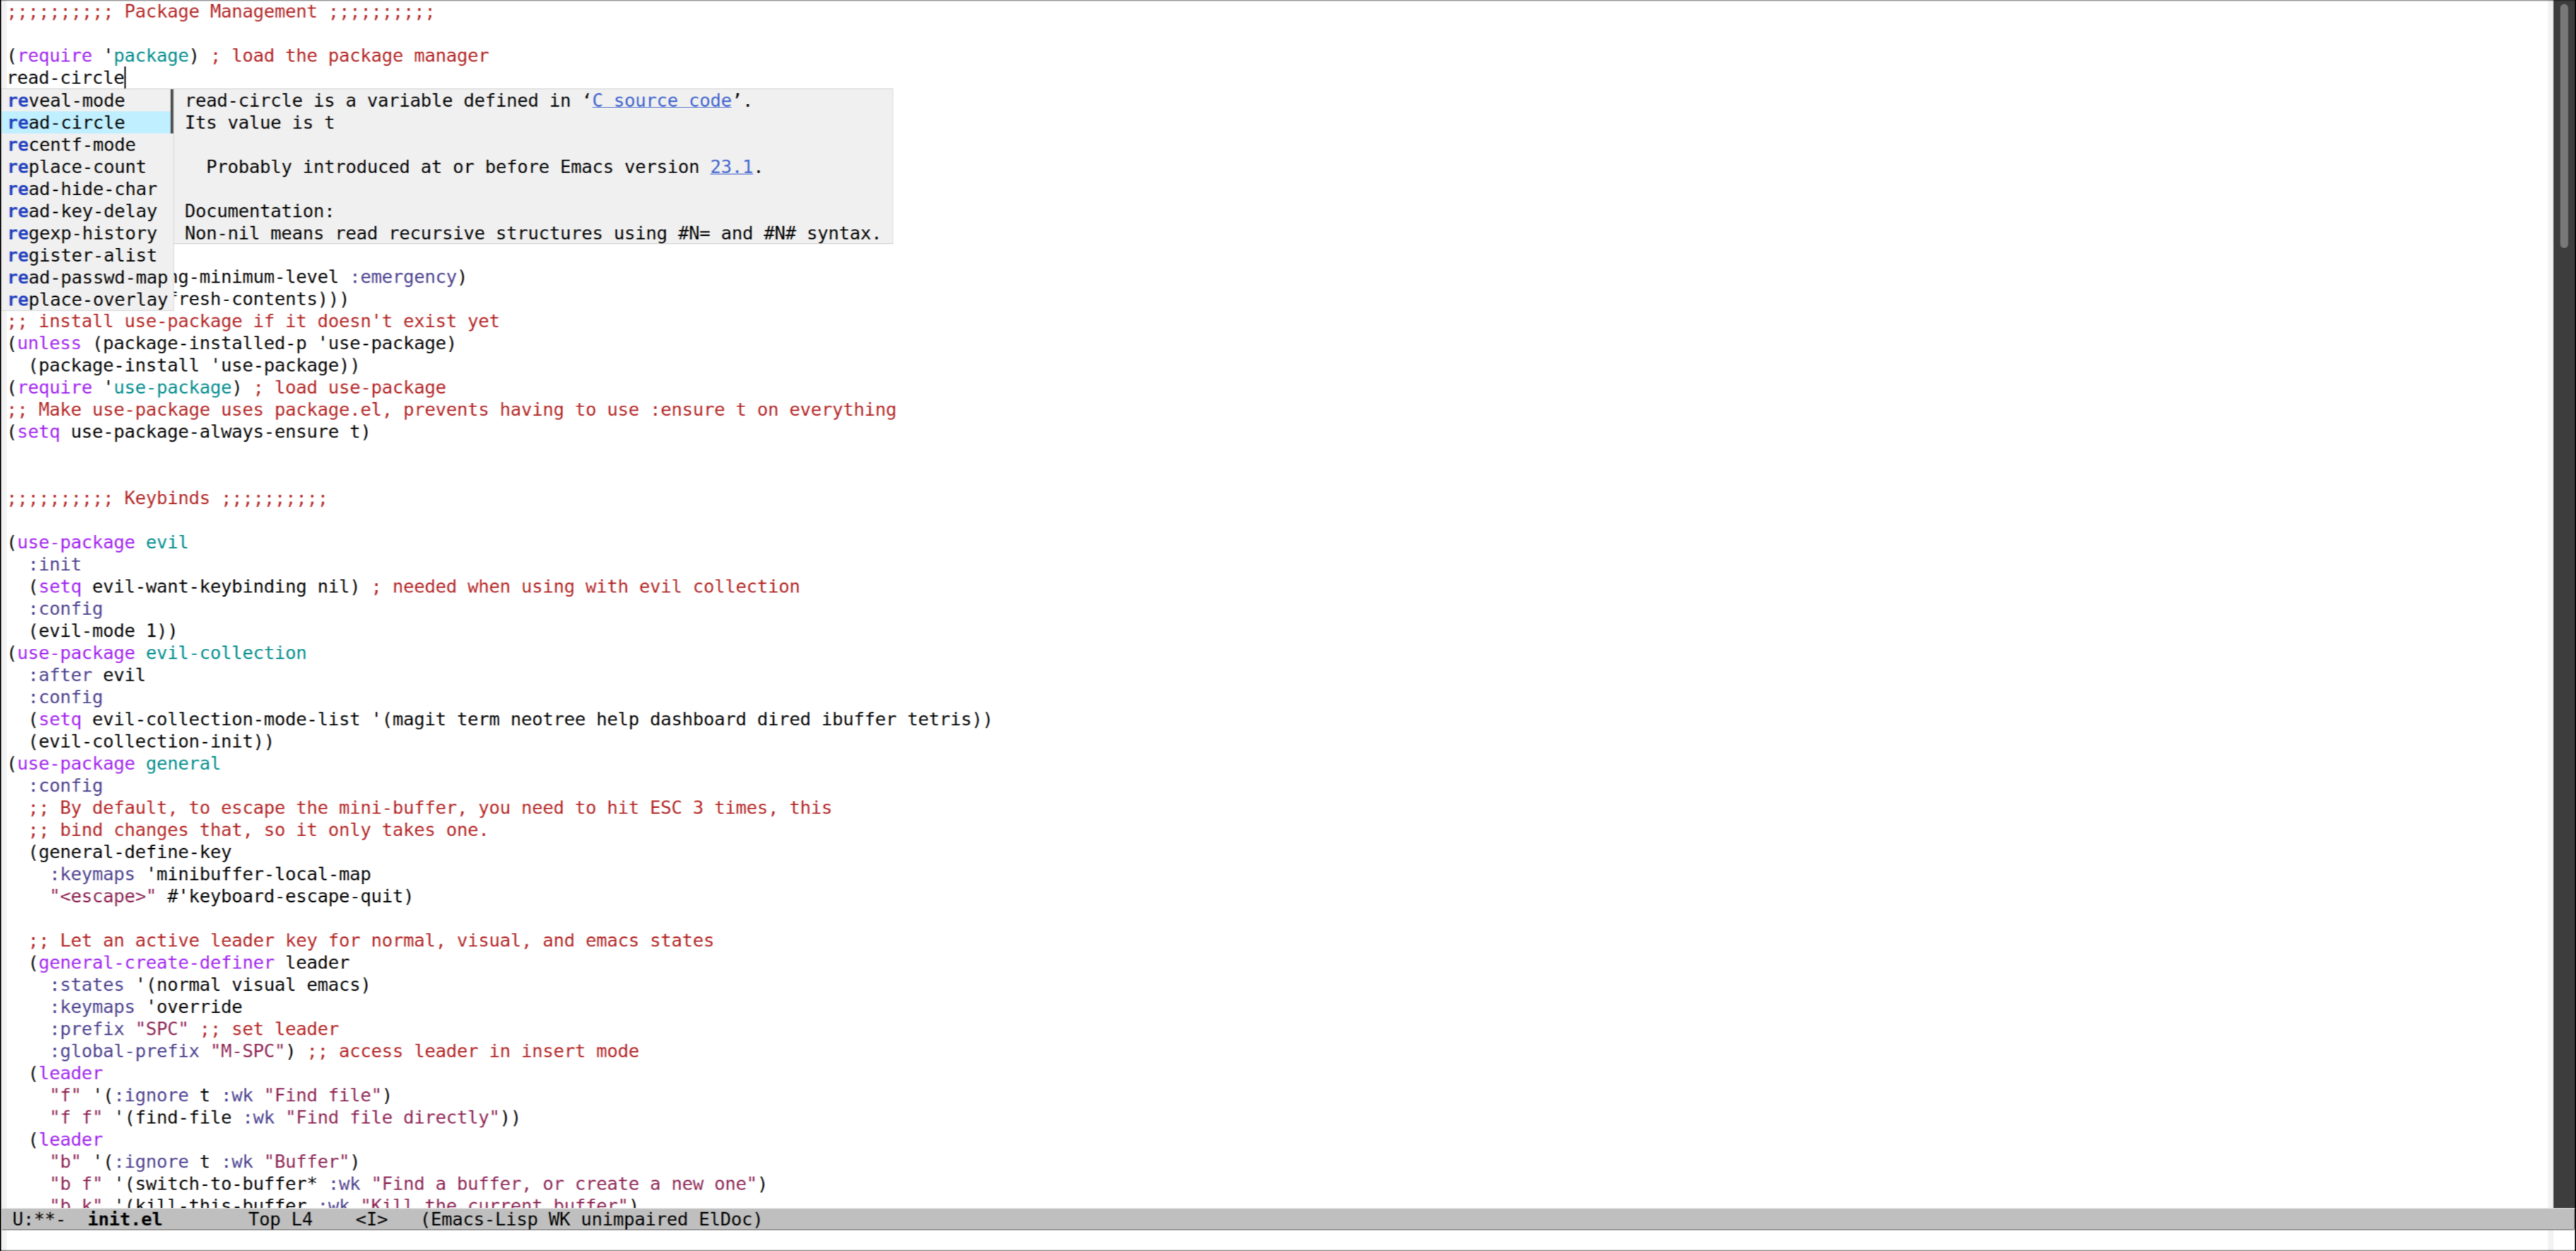 ;;;;;;;;;; Package Management ;;;;;;;;;;
(require 'package) ; load the package manager
read-circle
reveal-mode
read-circle
recentf-mode
replace-count
read-hide-char
read-key-delay
regexp-history
register-alist
read-passwd-map
replace-overlay
read-circle is a variable defined in ‘C source code’.
Its value is t
Probably introduced at or before Emacs version 23.1.
Documentation:
Non-nil means read recursive structures using #N= and #N# syntax.
ng-minimum-level :emergency)
fresh-contents)))
;; install use-package if it doesn't exist yet
(unless (package-installed-p 'use-package)
  (package-install 'use-package))
(require 'use-package) ; load use-package
;; Make use-package uses package.el, prevents having to use :ensure t on everything
(setq use-package-always-ensure t)
;;;;;;;;;; Keybinds ;;;;;;;;;;
(use-package evil
  :init
  (setq evil-want-keybinding nil) ; needed when using with evil collection
  :config
  (evil-mode 1))
(use-package evil-collection
  :after evil
  :config
  (setq evil-collection-mode-list '(magit term neotree help dashboard dired ibuffer tetris))
  (evil-collection-init))
(use-package general
  :config
  ;; By default, to escape the mini-buffer, you need to hit ESC 3 times, this
  ;; bind changes that, so it only takes one.
  (general-define-key
    :keymaps 'minibuffer-local-map
    "<escape>" #'keyboard-escape-quit)
  ;; Let an active leader key for normal, visual, and emacs states
  (general-create-definer leader
    :states '(normal visual emacs)
    :keymaps 'override
    :prefix "SPC" ;; set leader
    :global-prefix "M-SPC") ;; access leader in insert mode
  (leader
    "f" '(:ignore t :wk "Find file")
    "f f" '(find-file :wk "Find file directly"))
  (leader
    "b" '(:ignore t :wk "Buffer")
    "b f" '(switch-to-buffer* :wk "Find a buffer, or create a new one")
    "b k" '(kill-this-buffer :wk "Kill the current buffer")
U:**-  init.el        Top L4    <I>   (Emacs-Lisp WK unimpaired ElDoc)